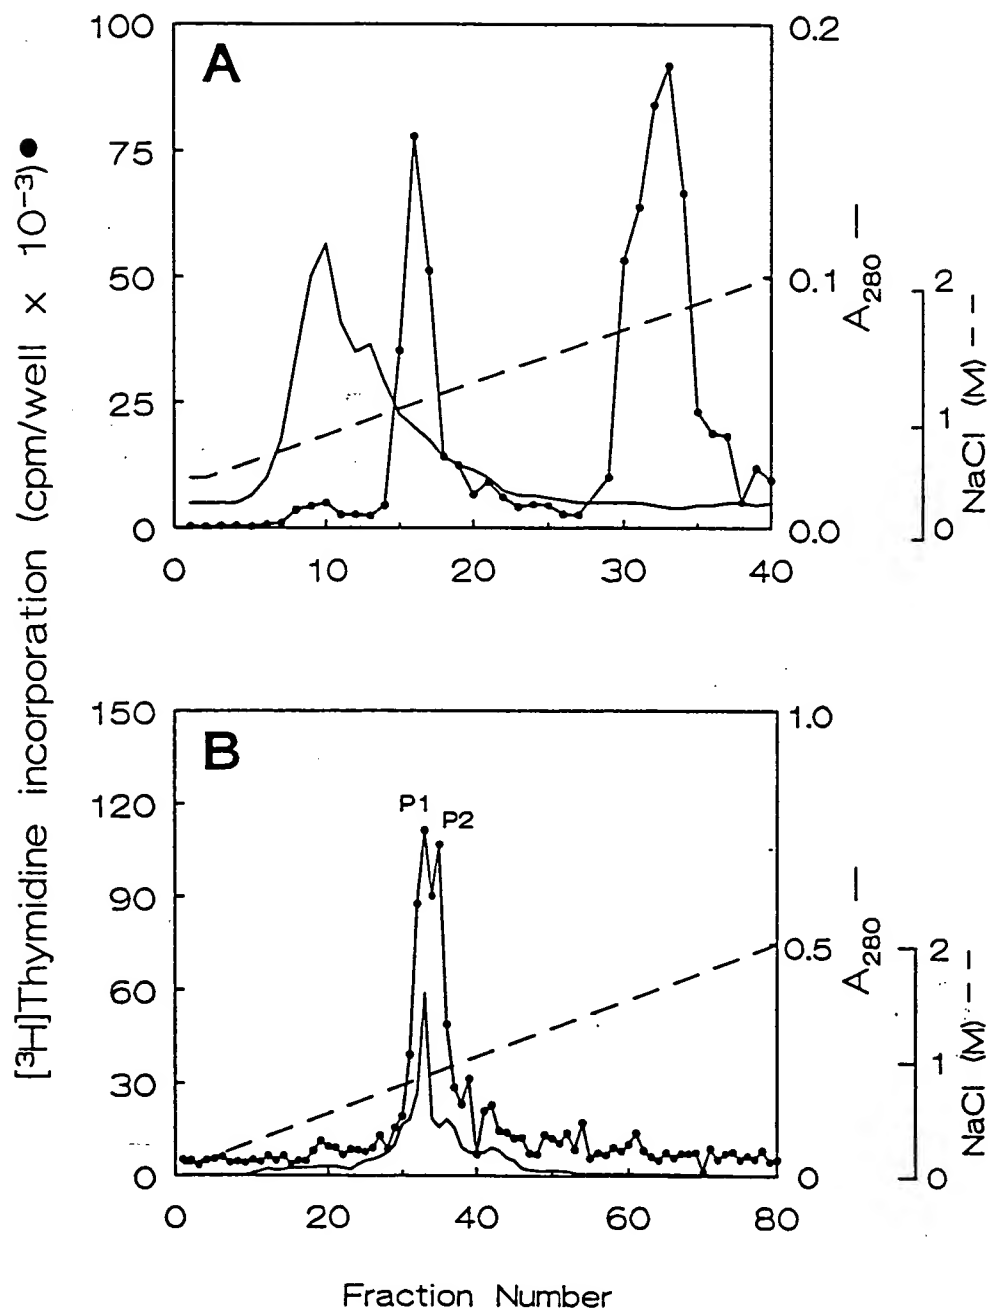 [³H]Thymidine incorporation (cpm/well x 10⁻³)●
A
100
75
50
25
0
0 10 20 30 40
0.2
0.1
0.0
A₂₈₀ —
2
1
0
NaCl (M) – –
B
P1
P2
150
120
90
60
30
0
0 20 40 60 80
1.0
0.5
0
A₂₈₀ —
2
1
0
NaCl (M) – –
Fraction Number